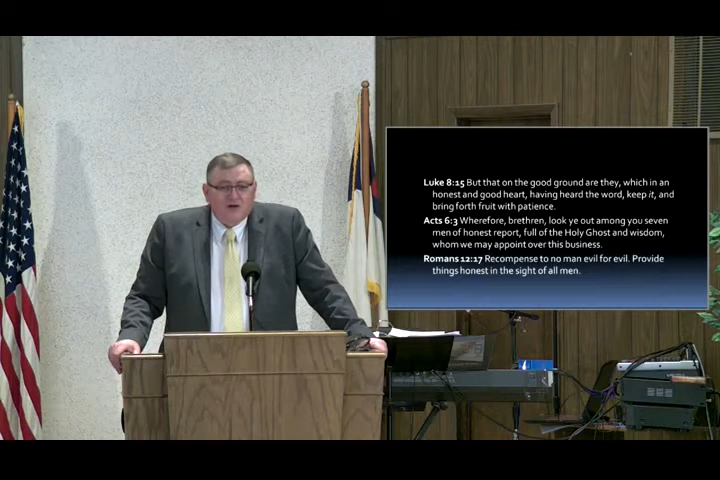 Luke 8:15 But that on the good ground are they, which in an
honest and good heart, having heard the word, keep it, and
bring forth fruit with patience.
Acts 6:3 Wherefore, brethren, look ye out among you seven
men of honest report, full of the Holy Ghost and wisdom,
whom we may appoint over this business.
Romans 12:17 Recompense to no man evil for evil. Provide
things honest in the sight of all men.